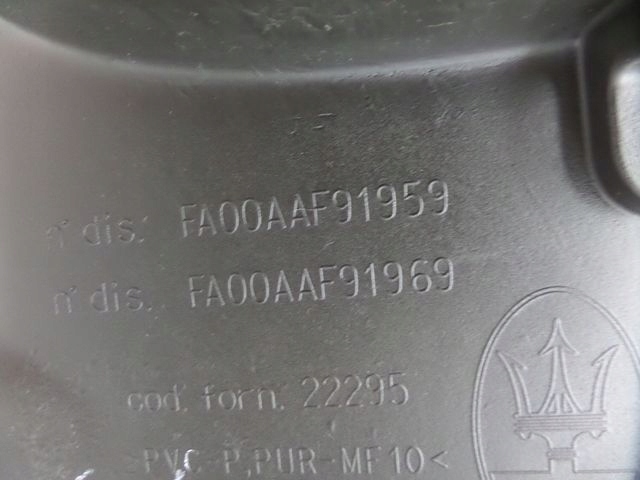 n° dis.: FA00AAF91959
n° dis. FA00AAF91969
cod. forn. 22295
>PVC-P,PUR-MF10<